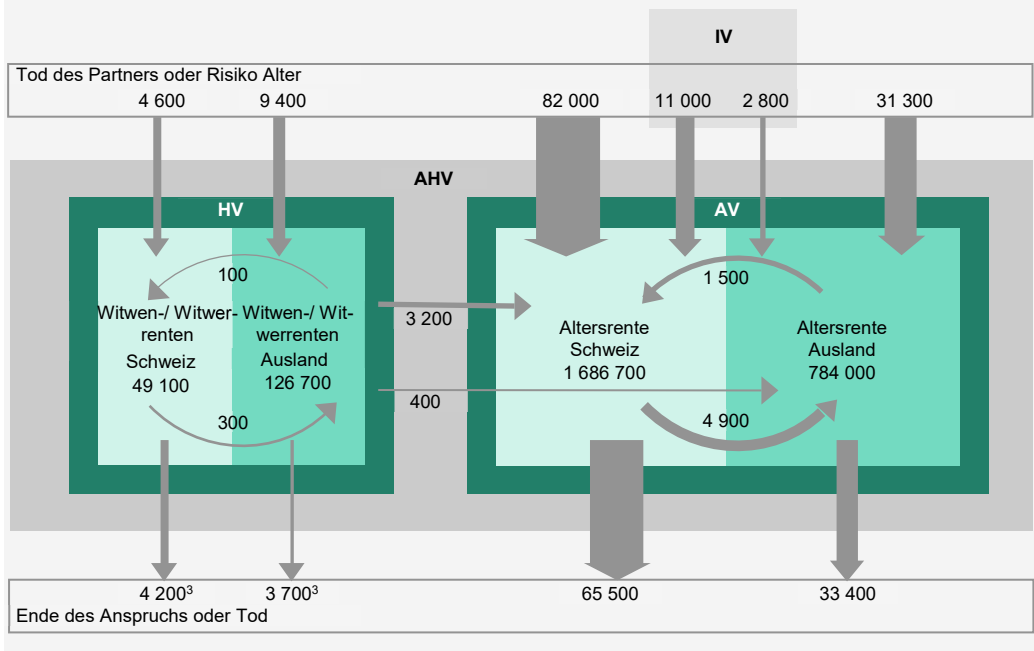 IV
Tod des Partners oder Risiko Alter
4 600
9 400
82 000
11 000
2 800
31 300
AHV
HV
AV
100
1 500
Witwen-/ Witwer-
renten
Schweiz
49 100
Witwen-/ Wit-
werrenten
Ausland
126 700
3 200
Altersrente
Schweiz
1 686 700
Altersrente
Ausland
784 000
400
300
4 900
4 200³
3 700³
65 500
33 400
Ende des Anspruchs oder Tod